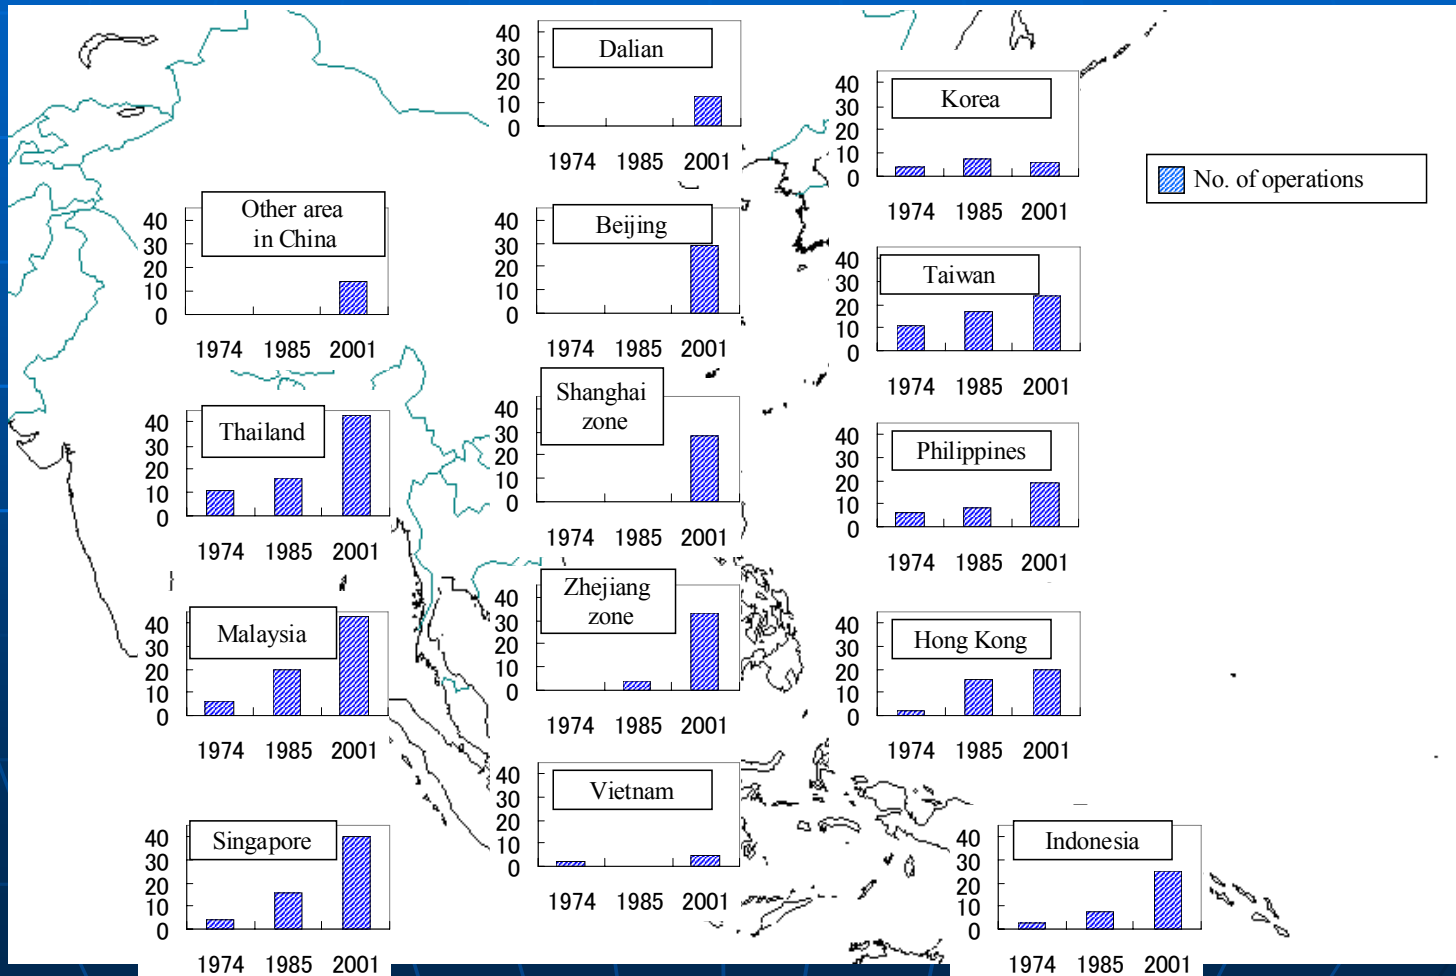 Dalian
40
30
20
10
0
1974 1985 2001
Korea
40
30
20
10
0
1974 1985 2001
No. of operations
Other area
in China
40
30
20
10
0
1974 1985 2001
Beijing
40
30
20
10
0
1974 1985 2001
Taiwan
40
30
20
10
0
1974 1985 2001
Thailand
40
30
20
10
0
1974 1985 2001
Shanghai
zone
40
30
20
10
0
1974 1985 2001
Philippines
40
30
20
10
0
1974 1985 2001
Malaysia
40
30
20
10
0
1974 1985 2001
Zhejiang
zone
40
30
20
10
0
1974 1985 2001
Hong Kong
40
30
20
10
0
1974 1985 2001
Vietnam
40
30
20
10
0
1974 1985 2001
Singapore
40
30
20
10
0
1974 1985 2001
Indonesia
40
30
20
10
0
1974 1985 2001